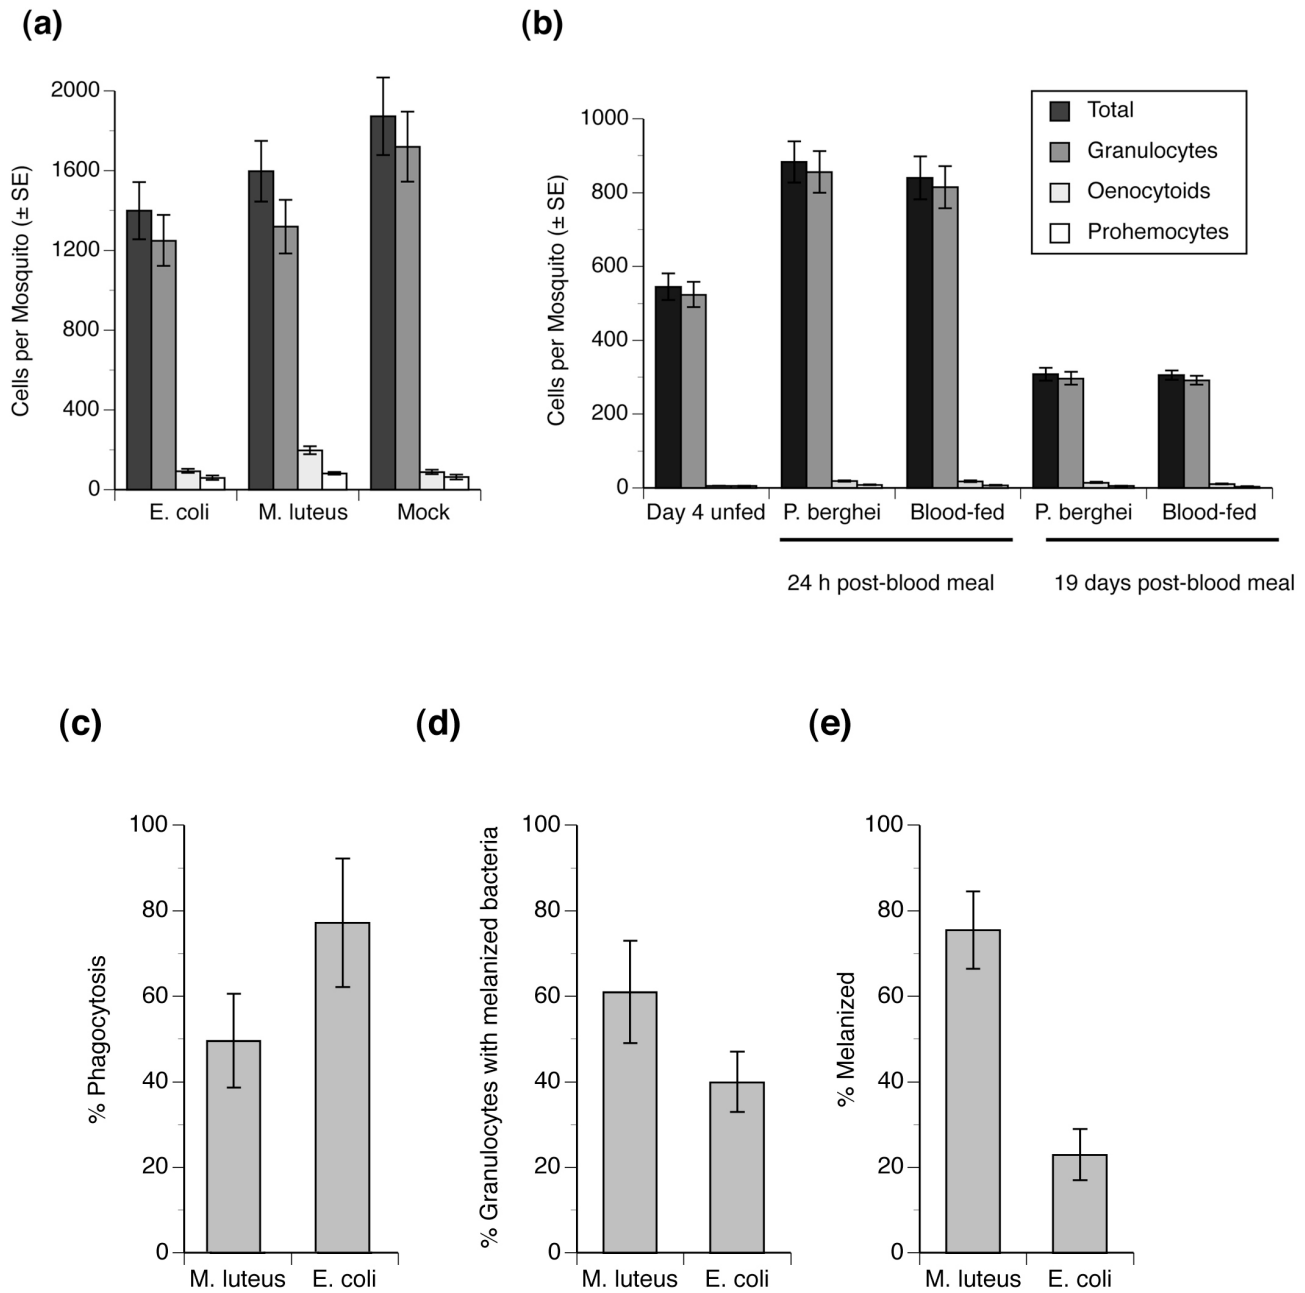 (a)
(b)
Cells per Mosquito (± SE)
2000
1600
1200
800
400
0
E. coli
M. luteus
Mock
Cells per Mosquito (± SE)
1000
800
600
400
200
0
Total
Granulocytes
Oenocytoids
Prohemocytes
Day 4 unfed
P. berghei
Blood-fed
P. berghei
Blood-fed
24 h post-blood meal
19 days post-blood meal
(c)
(d)
(e)
% Phagocytosis
100
80
60
40
20
0
M. luteus
E. coli
% Granulocytes with melanized bacteria
100
80
60
40
20
0
M. luteus
E. coli
% Melanized
100
80
60
40
20
0
M. luteus
E. coli